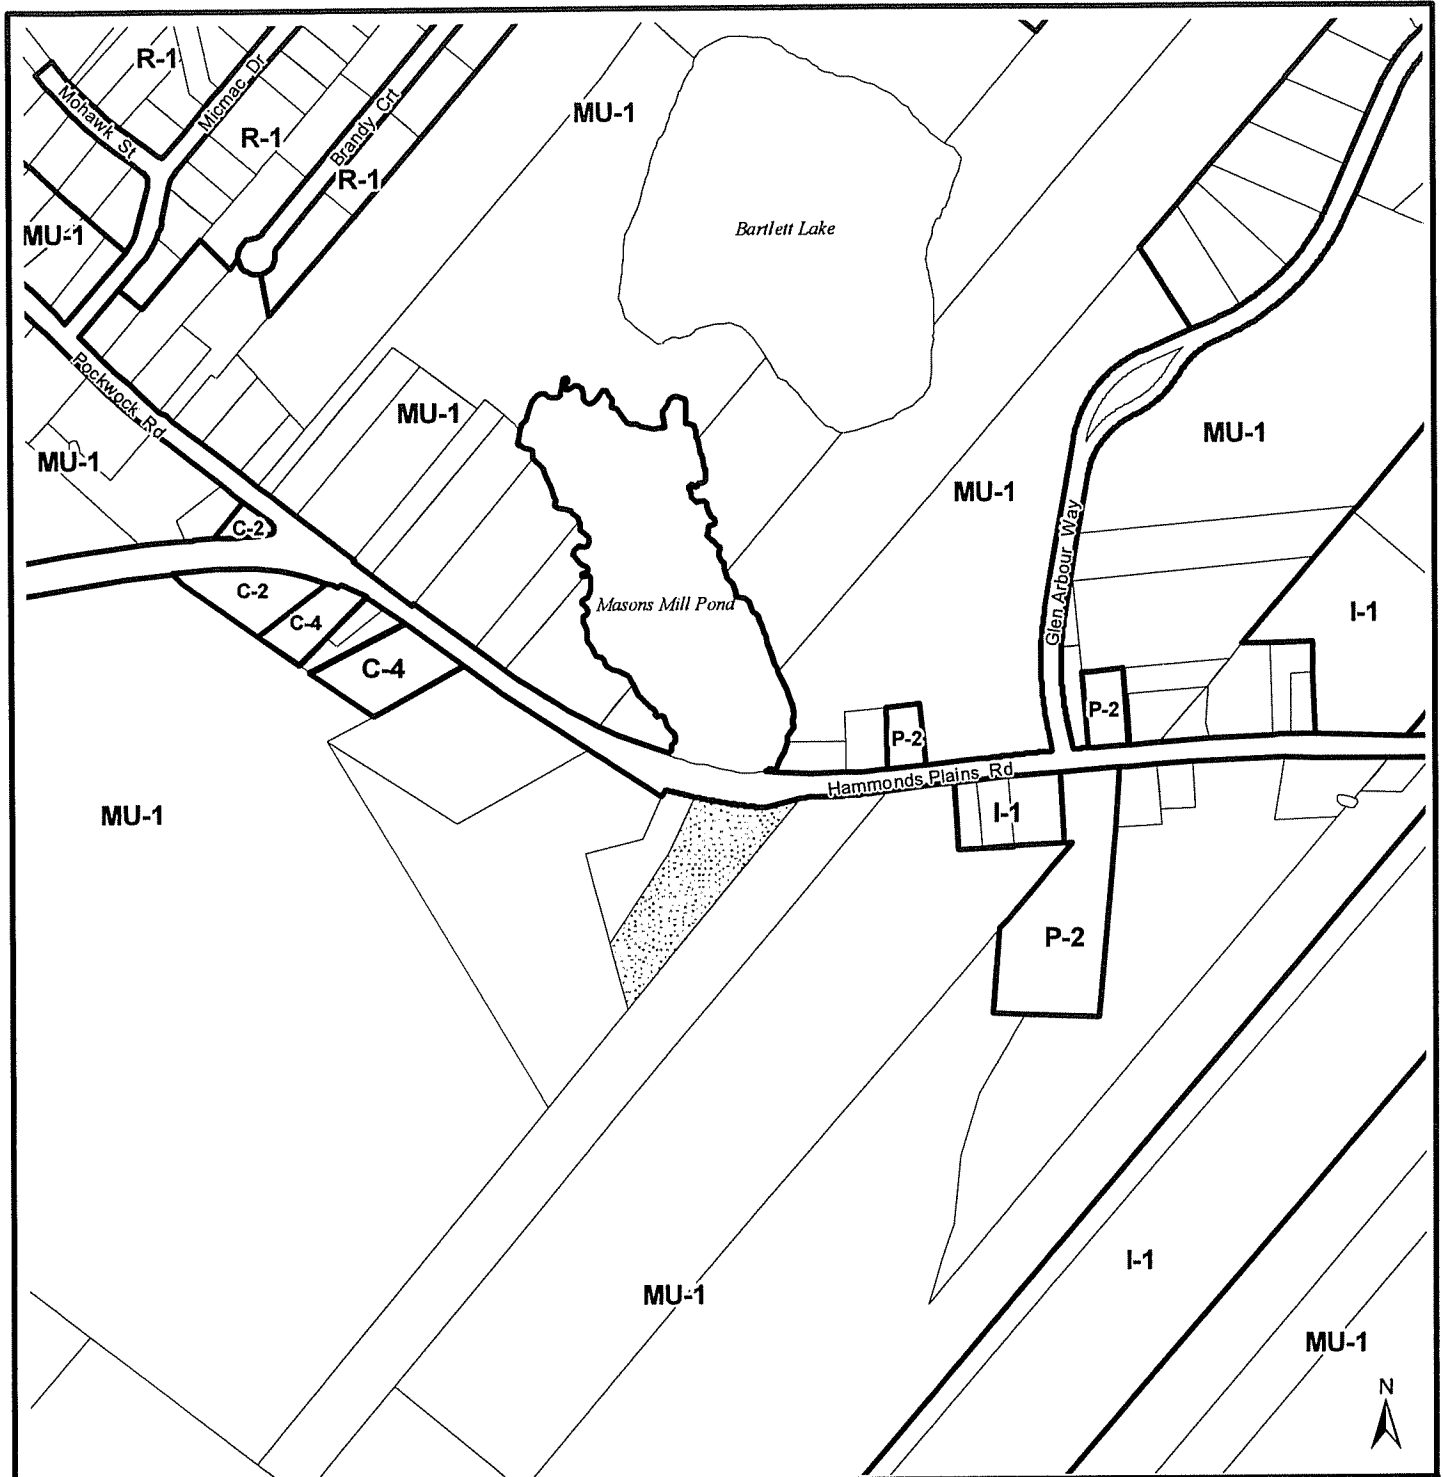 R-1
Micmac Dr
Mohawk St
MU-1
R-1
Brandy Crt
R-1
Bartlett Lake
MU-1
Pockwock Rd
MU-1
MU-1
MU-1
MU-1
C-2
Glen Arbour Way
C-2
Masons Mill Pond
I-1
C-4
C-4
P-2
P-2
Hammonds Plains Rd
I-1
MU-1
P-2
I-1
MU-1
MU-1
N